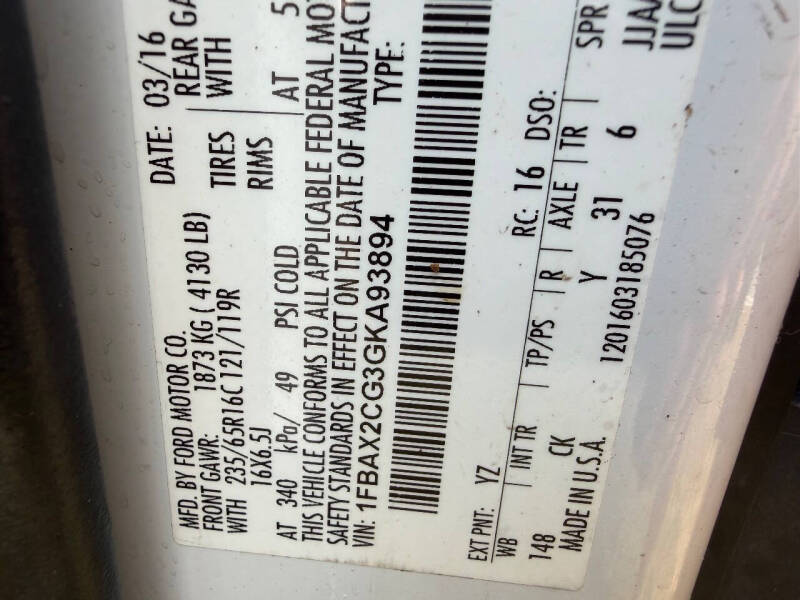 MFD. BY FORD MOTOR CO. DATE: 03/16
FRONT GAWR: 1873 KG ( 4130 LB) REAR GA
WITH 235/65R16C 121/119R TIRES WITH
16X6.5J RIMS
AT 340 kPa/ 49 PSI COLD AT 5
THIS VEHICLE CONFORMS TO ALL APPLICABLE FEDERAL MOT
SAFETY STANDARDS IN EFFECT ON THE DATE OF MANUFACT
VIN: 1FBAX2CG3GKA93894 TYPE:
EXT PNT: YZ RC: 16 DSO:
WB INT TR TP/PS R AXLE TR SPR
148 CK Y 31 6 JJAA
MADE IN U.S.A. 1201603185076 ULC